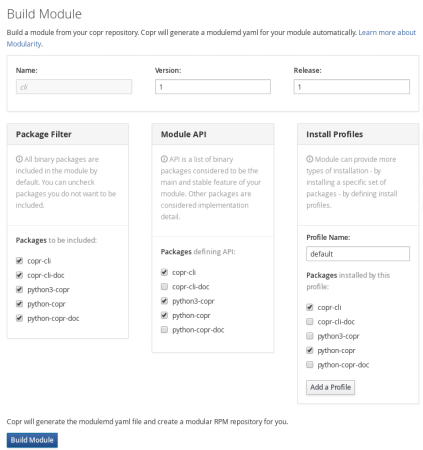 Build Module
Build a module from your copr repository. Copr will generate a modulemd yaml for your module automatically. Learn more about
Modularity.
Name:
Version:
Release:
cli
1
1
Package Filter
All binary packages are
included in the module by
default. You can uncheck
packages you do not want to be
included.
Packages to be included:
copr-cli
copr-cli-doc
python3-copr
python-copr
python-copr-doc
Module API
API is a list of binary
packages considered to be the
main and stable feature of your
module. Other packages are
considered implementation
detail.
Packages defining API:
copr-cli
copr-cli-doc
python3-copr
python-copr
python-copr-doc
Install Profiles
Module can provide more
types of installation - by
installing a specific set of
packages - by defining install
profiles.
Profile Name:
default
Packages installed by this
profile:
copr-cli
copr-cli-doc
python3-copr
python-copr
python-copr-doc
Add a Profile
Copr will generate the modulemd yaml file and create a modular RPM repository for you.
Build Module